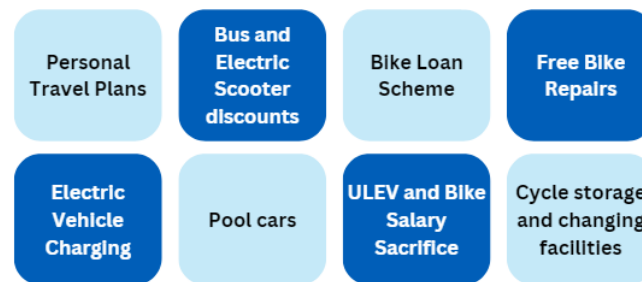 Personal
Travel Plans
Bus and
Electric
Scooter
discounts
Bike Loan
Scheme
Free Bike
Repairs
Electric
Vehicle
Charging
Pool cars
ULEV and Bike
Salary
Sacrifice
Cycle storage
and changing
facilities